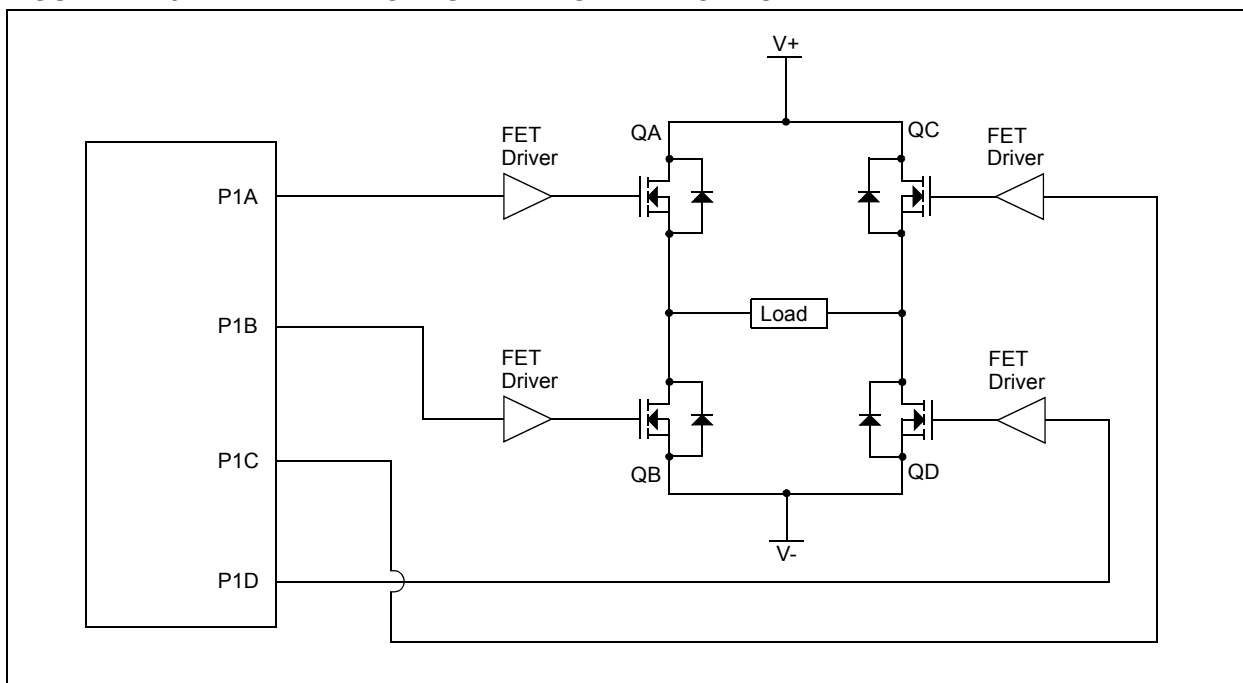 V+
QA
QC
FET
Driver
FET
Driver
P1A
Load
P1B
FET
Driver
FET
Driver
P1C
QB
QD
V-
P1D